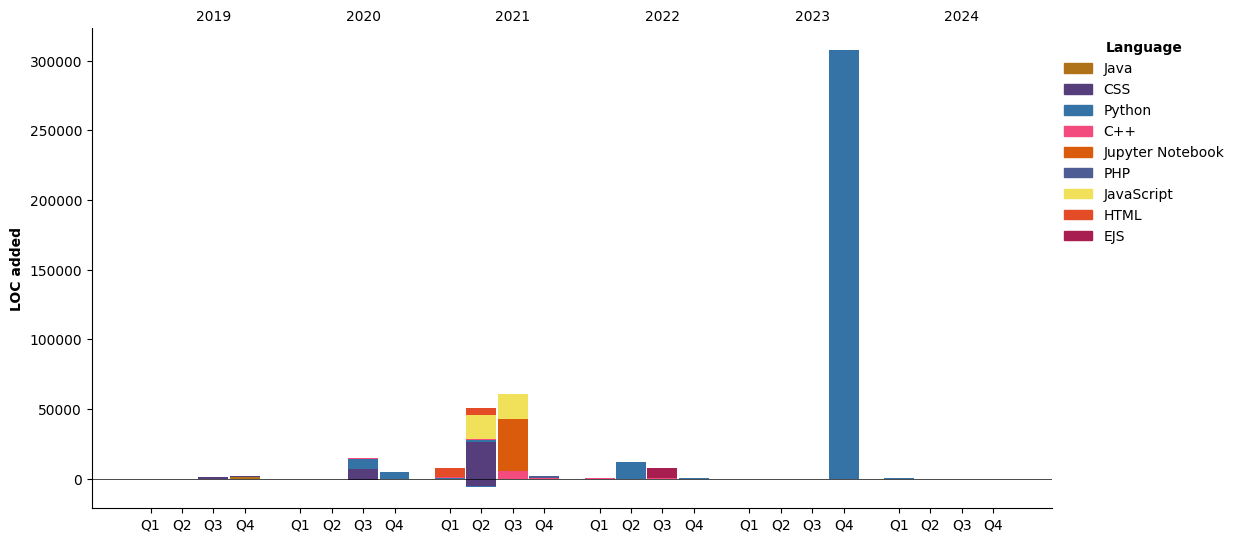 2019 2020 2021 2022 2023 2024
LOC added
300000
250000
200000
150000
100000
50000
0
Q1 Q2 Q3 Q4 Q1 Q2 Q3 Q4 Q1 Q2 Q3 Q4 Q1 Q2 Q3 Q4 Q1 Q2 Q3 Q4 Q1 Q2 Q3 Q4
Language
Java
CSS
Python
C++
Jupyter Notebook
PHP
JavaScript
HTML
EJS